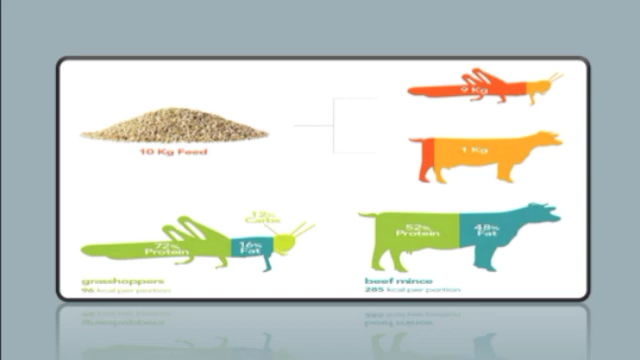 9 Kg
10 Kg Feed
1 Kg
12%
Carbs
72%
Protein
16%
Fat
52%
Protein
48%
Fat
grasshoppers
96 kcal per portion
beef mince
285 kcal per portion